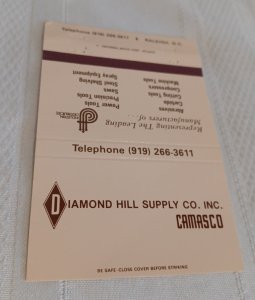 Telephone (919) 266-3611 RALEIGH, N.C.
Representing The Leading
Manufacturers of...
Abrasives
Carbide
Cutting Tools
Compressors
Machine Tools
Power Tools
Precision Tools
Saws
Steel Shelving
Spray Equipment
Telephone (919) 266-3611
DIAMOND HILL SUPPLY CO. INC.
CAMASCO
BE SAFE-CLOSE COVER BEFORE STRIKING